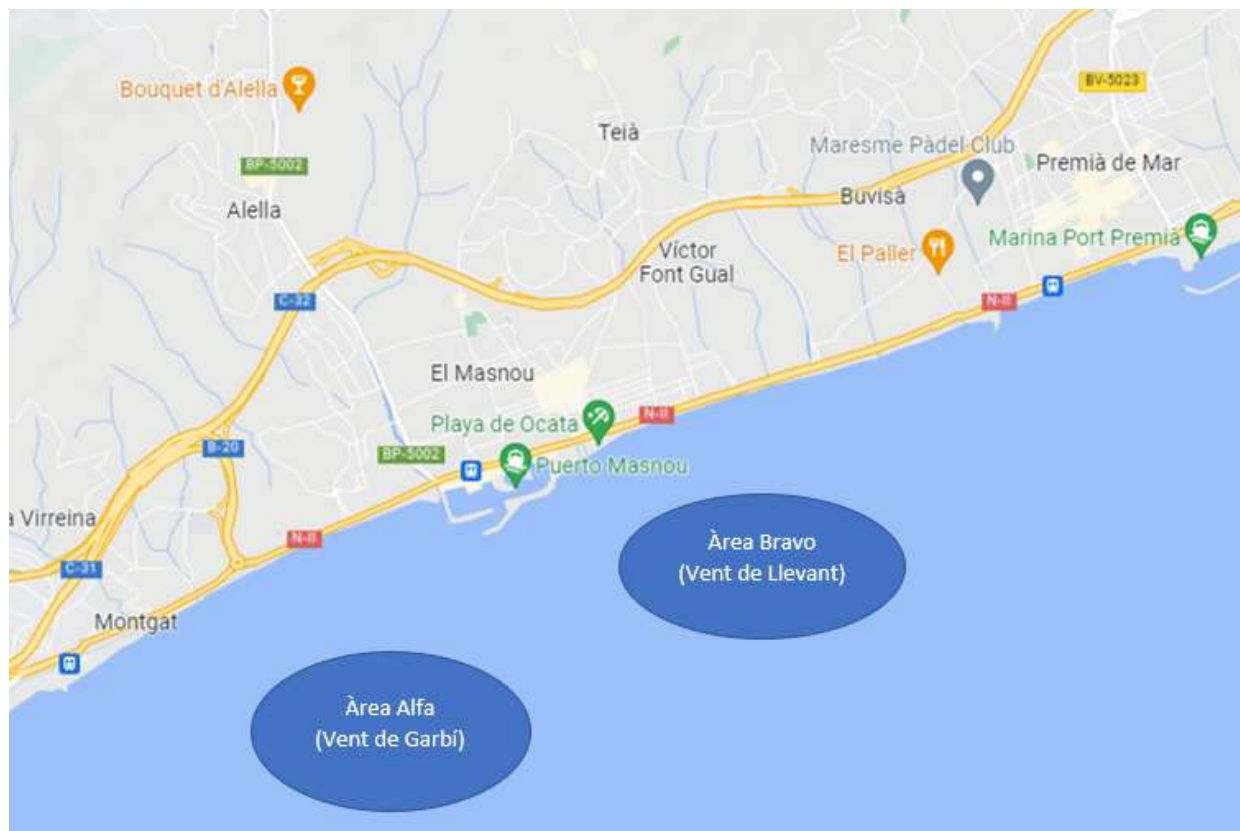 Bouquet d'Alella
BV-5023
Teià
Maresme Pàdel Club
Premià de Mar
BP-5002
Buvisà
Alella
Marina Port Premià
Víctor
Font Gual
El Paller
C-32
N-II
El Masnou
N-II
Playa de Ocata
B-20
BP-5002
Puerto Masnou
a Virreina
N-II
Àrea Bravo
(Vent de Llevant)
C-31
Montgat
Àrea Alfa
(Vent de Garbí)